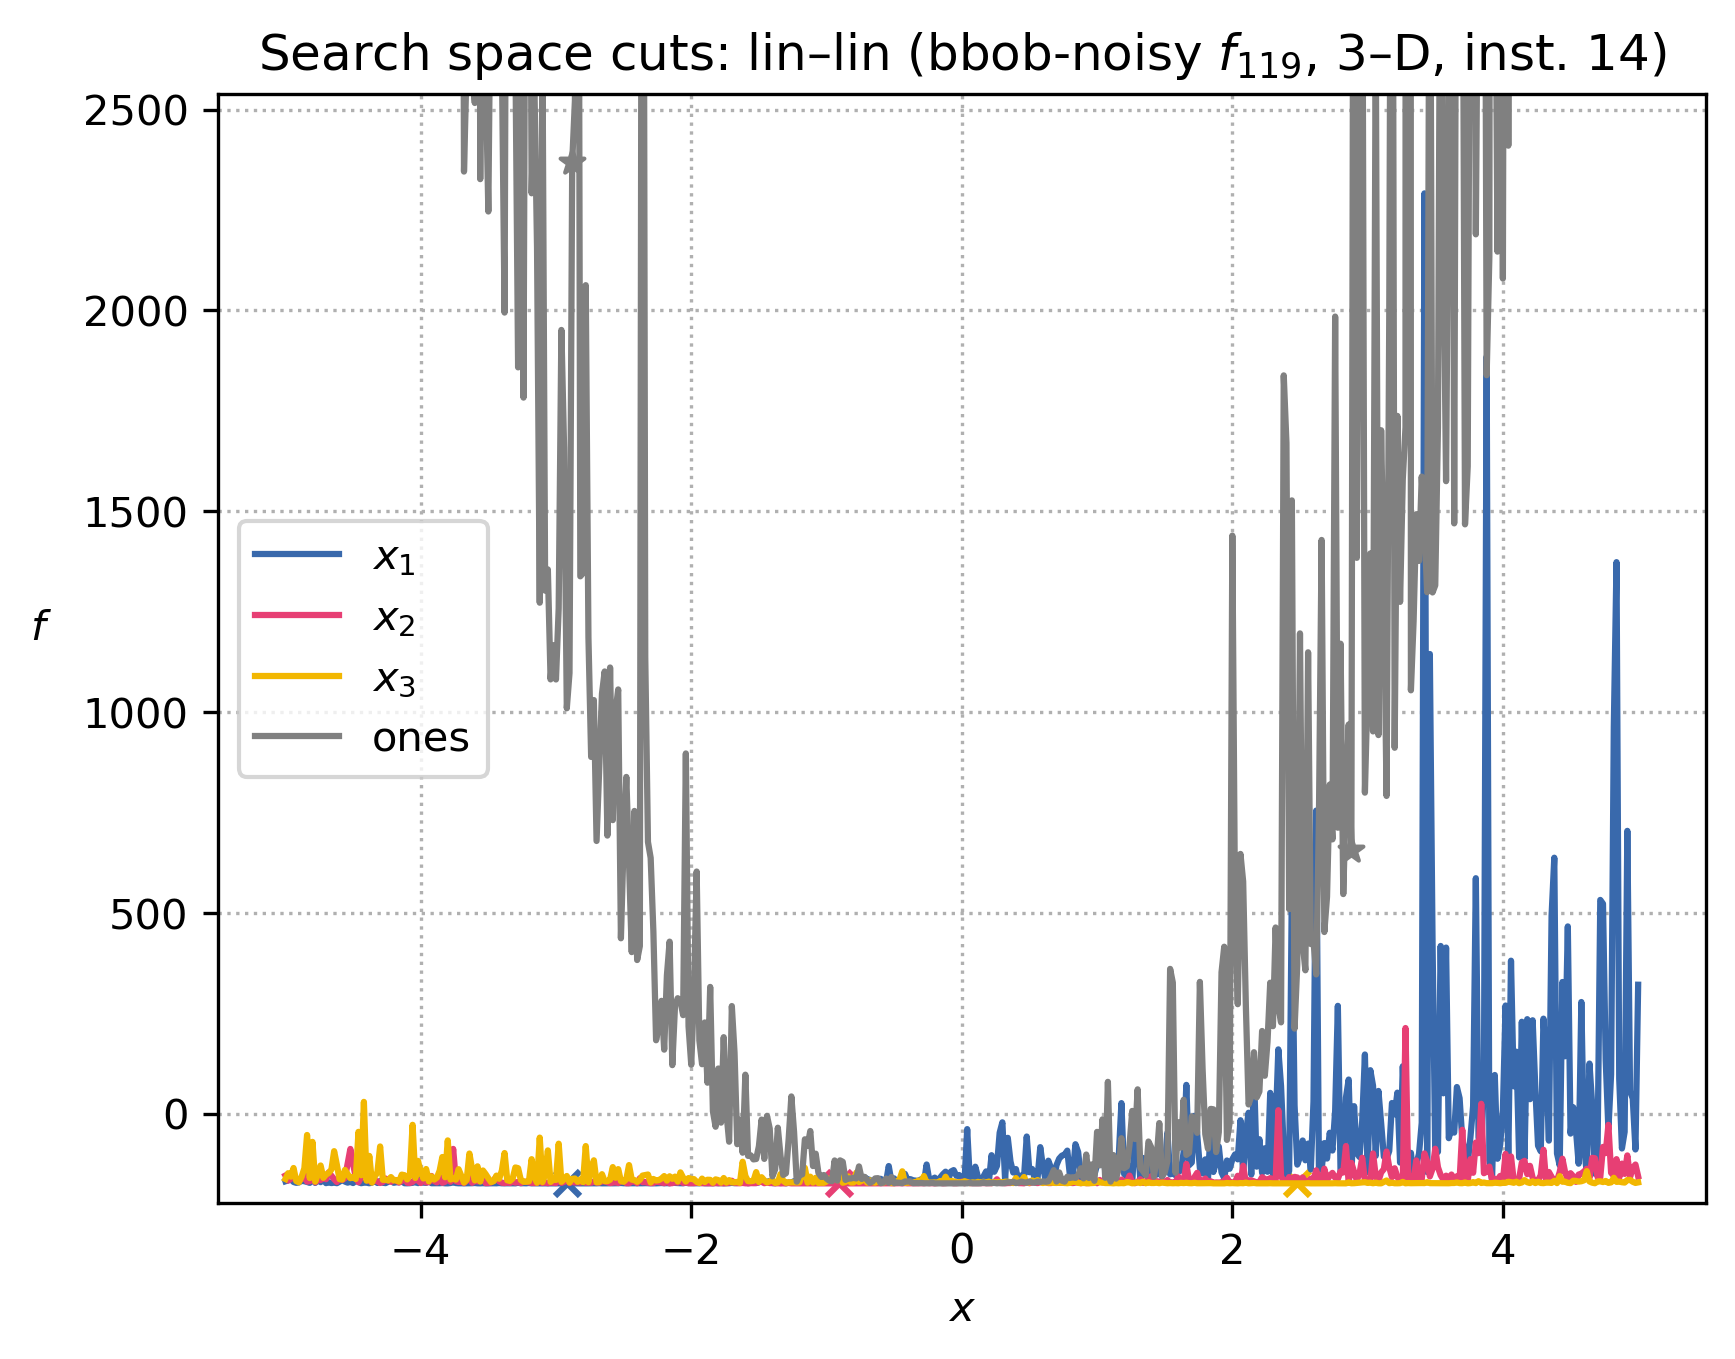 Search space cuts: lin–lin (bbob-noisy f₁₁₉, 3–D, inst. 14)
2500
2000
1500
1000
500
0
f
x₁
x₂
x₃
ones
−4
−2
0
2
4
x